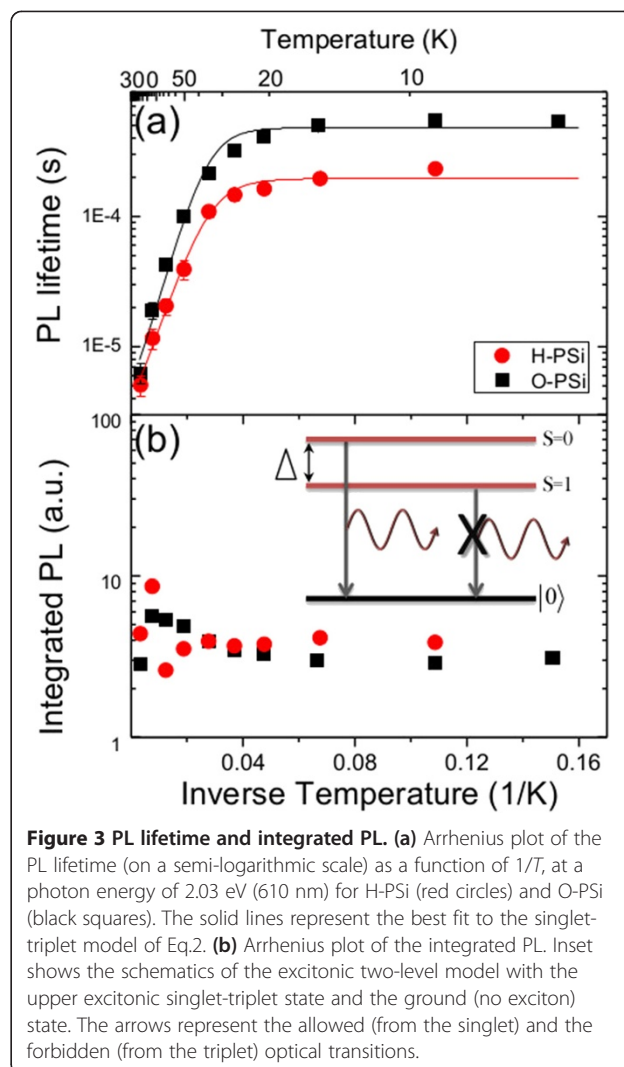 Temperature (K)
300 50 20 10
(a)
PL lifetime (s)
1E-4
1E-5
H-PSi
O-PSi
(b)
Integrated PL (a.u.)
100
10
1
Δ
S=0
S=1
X
|0⟩
0.04 0.08 0.12 0.16
Inverse Temperature (1/K)
Figure 3 PL lifetime and integrated PL. (a) Arrhenius plot of the
PL lifetime (on a semi-logarithmic scale) as a function of 1/T, at a
photon energy of 2.03 eV (610 nm) for H-PSi (red circles) and O-PSi
(black squares). The solid lines represent the best fit to the singlet-
triplet model of Eq.2. (b) Arrhenius plot of the integrated PL. Inset
shows the schematics of the excitonic two-level model with the
upper excitonic singlet-triplet state and the ground (no exciton)
state. The arrows represent the allowed (from the singlet) and the
forbidden (from the triplet) optical transitions.